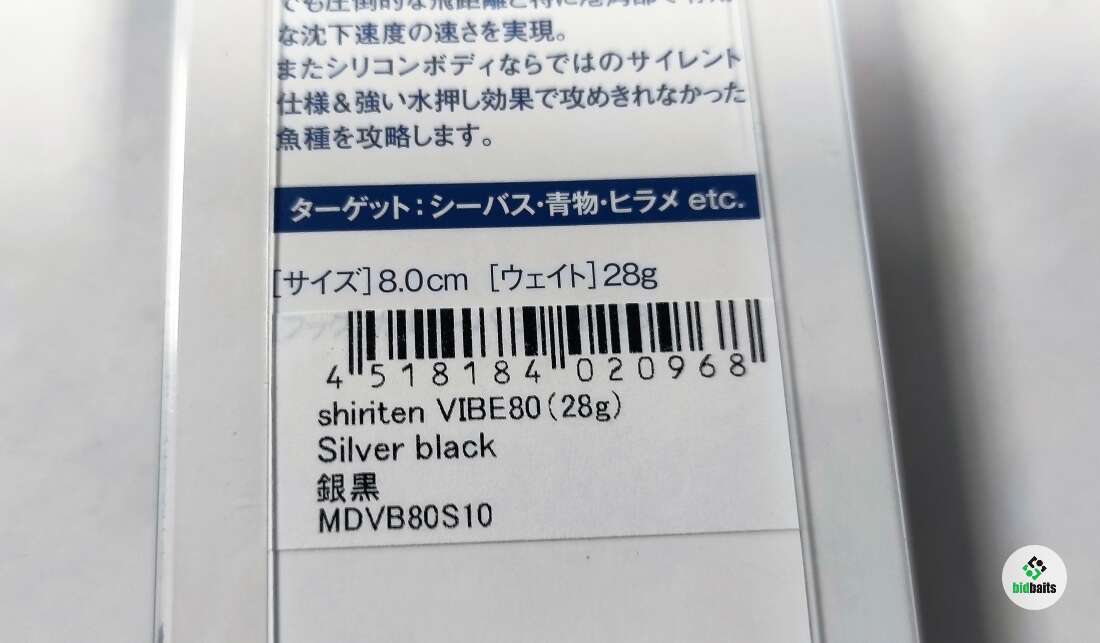 な沈下速度の速さを実現。
またシリコンボディならではのサイレント
仕様＆強い水押し効果で攻めきれなかった
魚種を攻略します。
ターゲット：シーバス・青物・ヒラメ etc.
[サイズ]8.0cm [ウェイト]28g
4 518184 020968
shiriten VIBE80(28g)
Silver black
銀黒
MDVB80S10
bidbaits